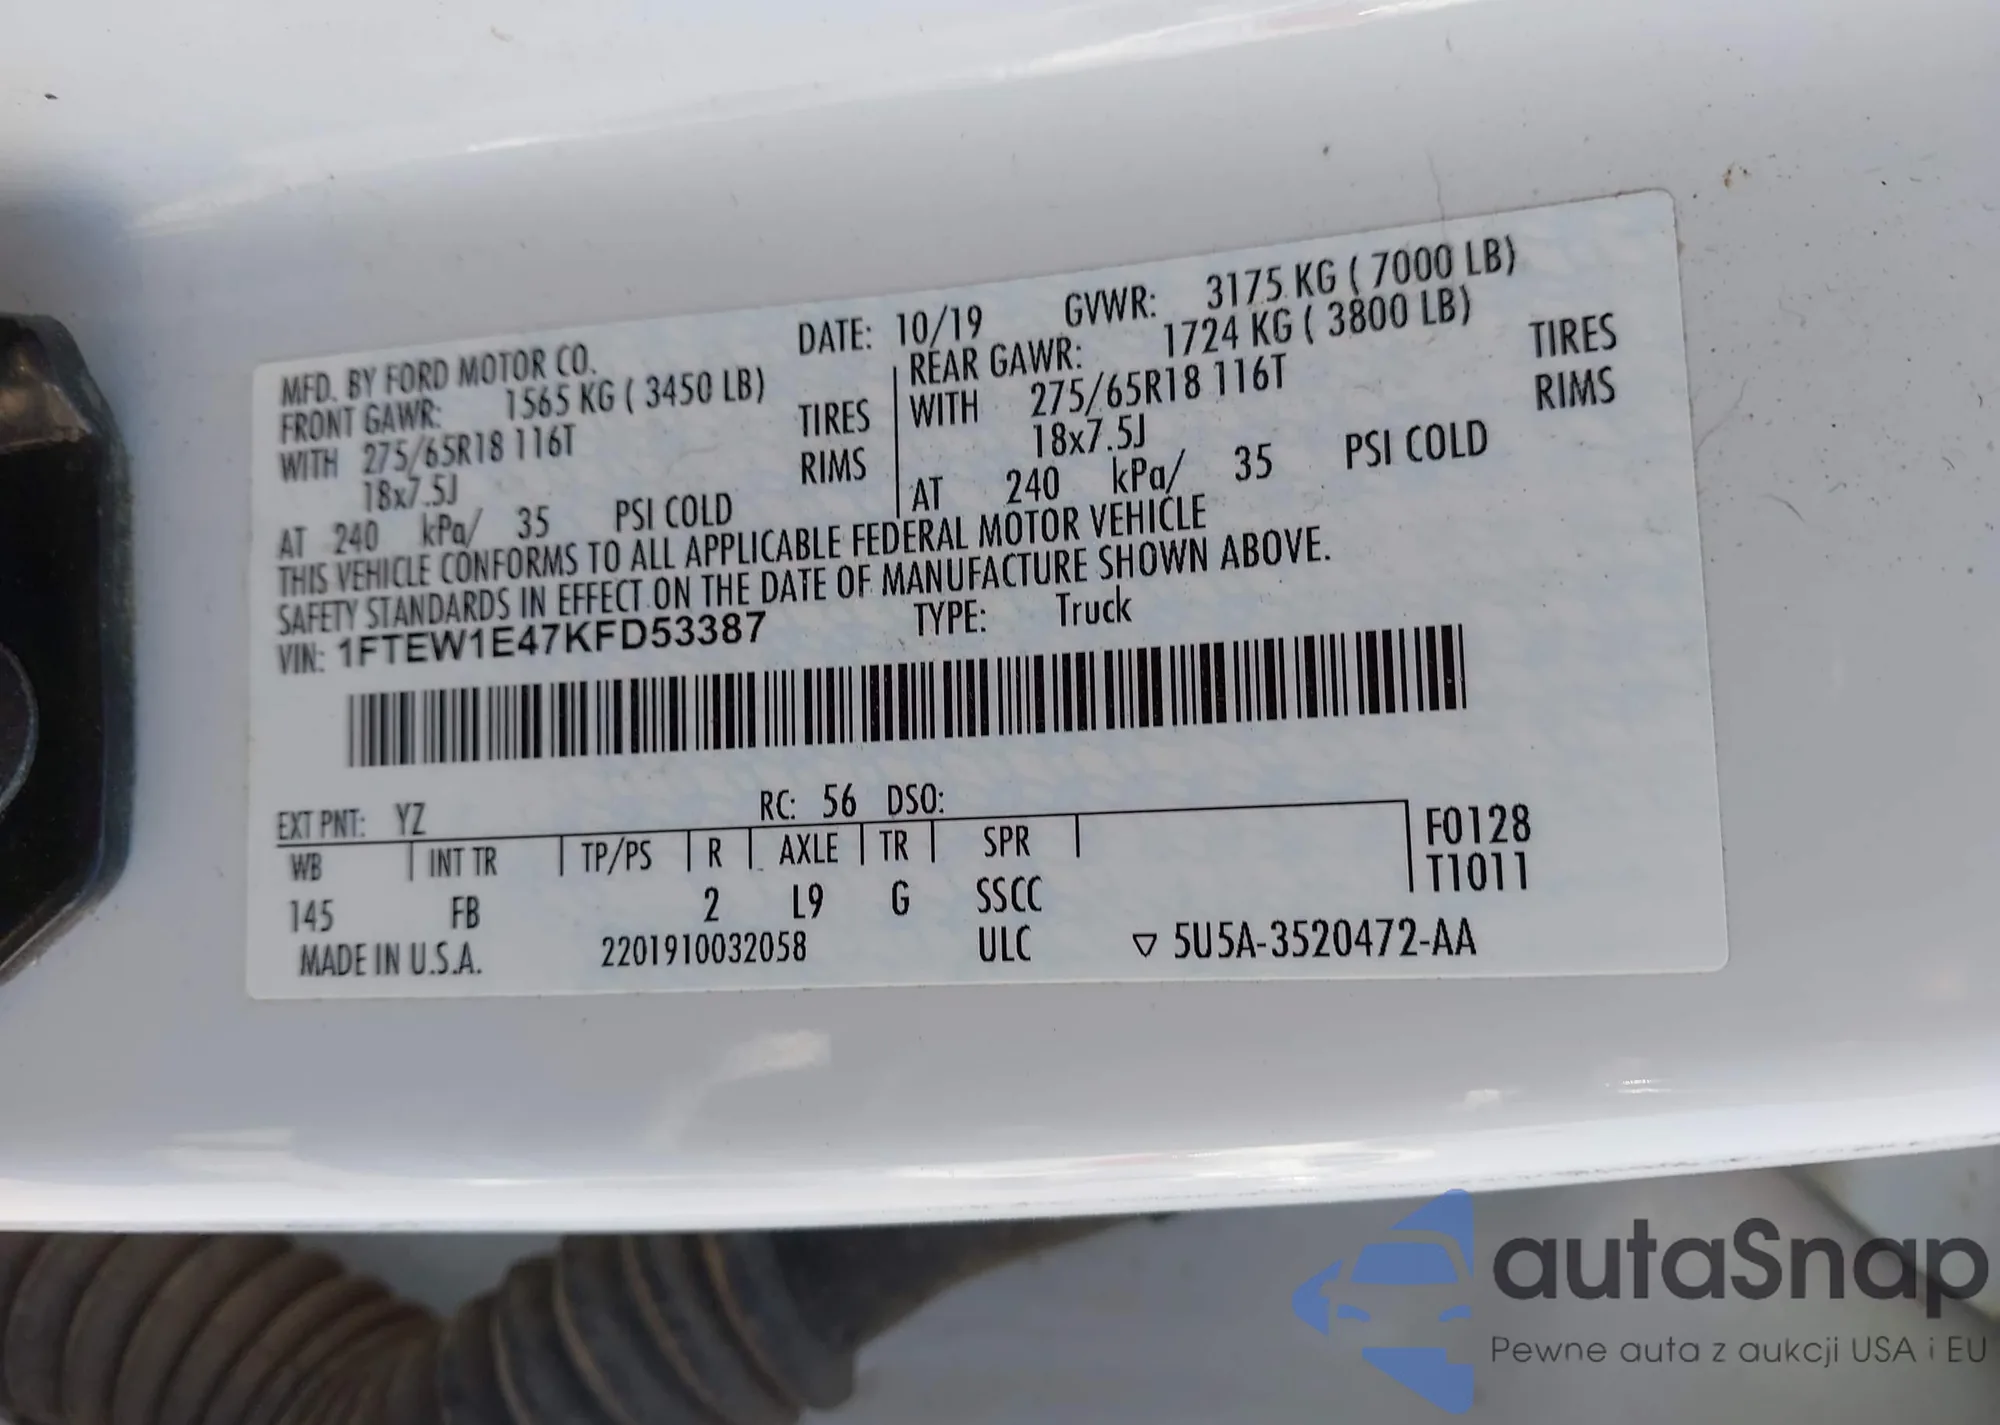 MFD. BY FORD MOTOR CO. DATE: 10/19 GVWR: 3175 KG ( 7000 LB)
FRONT GAWR: 1565 KG ( 3450 LB) REAR GAWR: 1724 KG ( 3800 LB)
WITH 275/65R18 116T TIRES WITH 275/65R18 116T TIRES
18x7.5J RIMS 18x7.5J RIMS
AT 240 kPa/ 35 PSI COLD AT 240 kPa/ 35 PSI COLD
THIS VEHICLE CONFORMS TO ALL APPLICABLE FEDERAL MOTOR VEHICLE
SAFETY STANDARDS IN EFFECT ON THE DATE OF MANUFACTURE SHOWN ABOVE.
VIN: 1FTEW1E47KFD53387 TYPE: Truck
EXT PNT: YZ RC: 56 DSO:
WB INT TR TP/PS R AXLE TR SPR F0128
T1011
145 FB 2 L9 G SSCC
MADE IN U.S.A. 2201910032058 ULC ▽ 5U5A-3520472-AA
autaSnap
Pewne auta z aukcji USA i EU